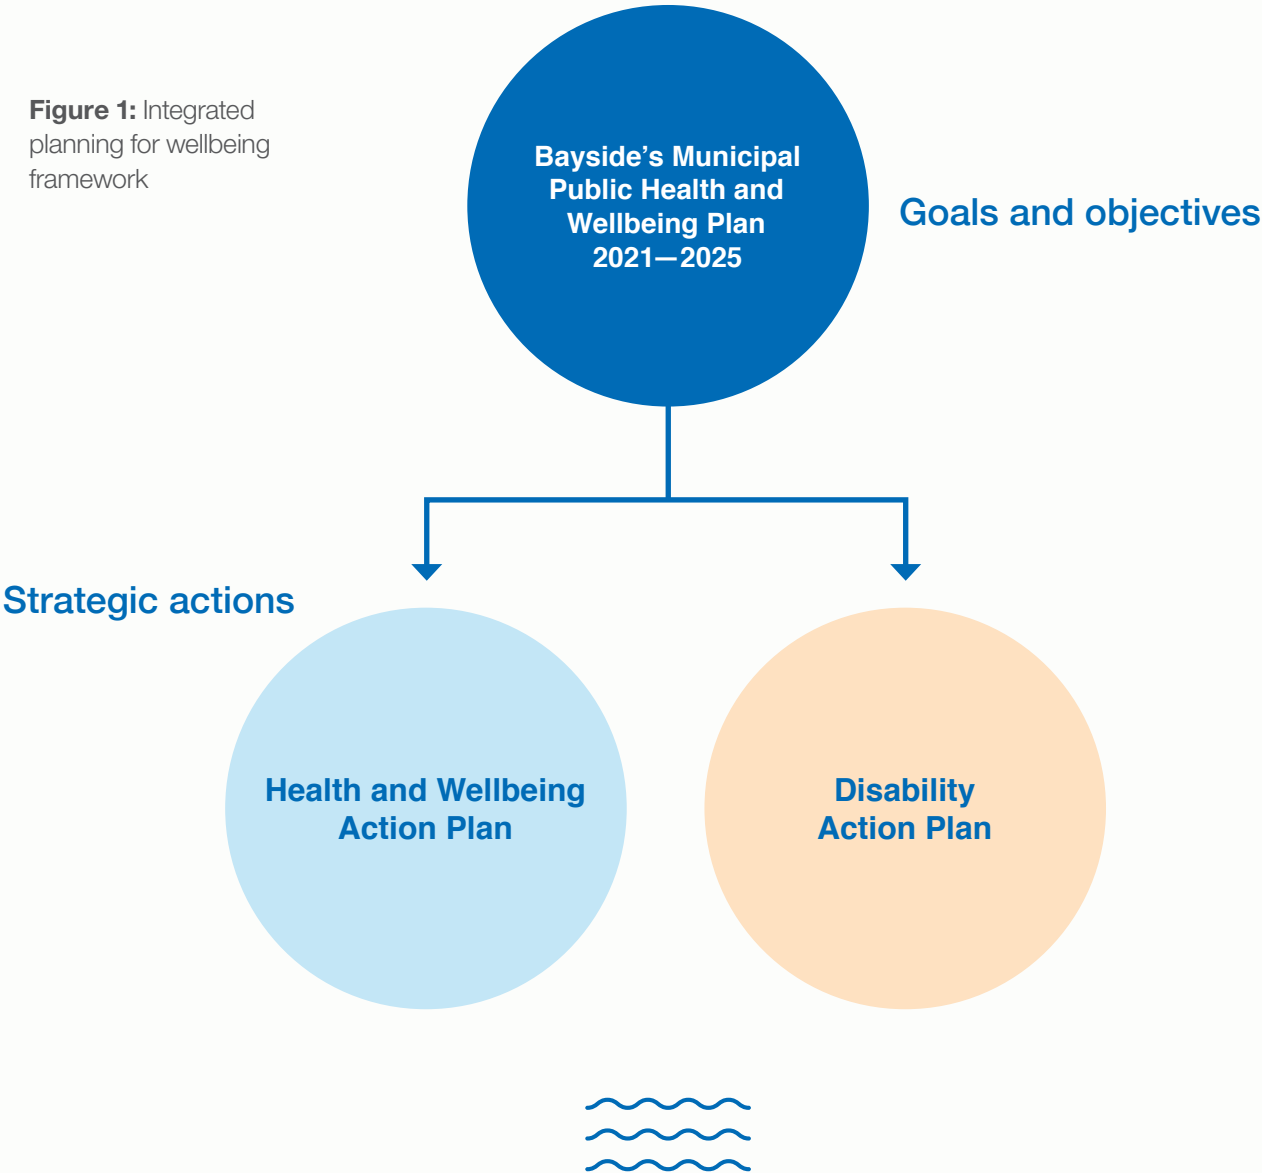 Figure 1: Integrated
planning for wellbeing
framework
Bayside’s Municipal
Public Health and
Wellbeing Plan
2021—2025
Goals and objectives
Strategic actions
Health and Wellbeing
Action Plan
Disability
Action Plan